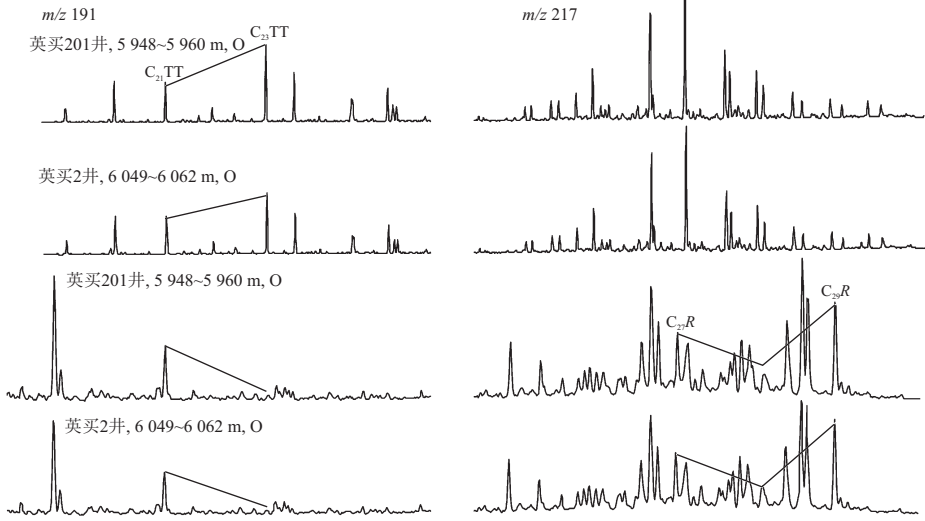 m/z 191
m/z 217
英买201井, 5 948~5 960 m, O
C₂₃TT
C₂₁TT
英买2井, 6 049~6 062 m, O
英买201井, 5 948~5 960 m, O
C₂₇R
C₂₉R
英买2井, 6 049~6 062 m, O